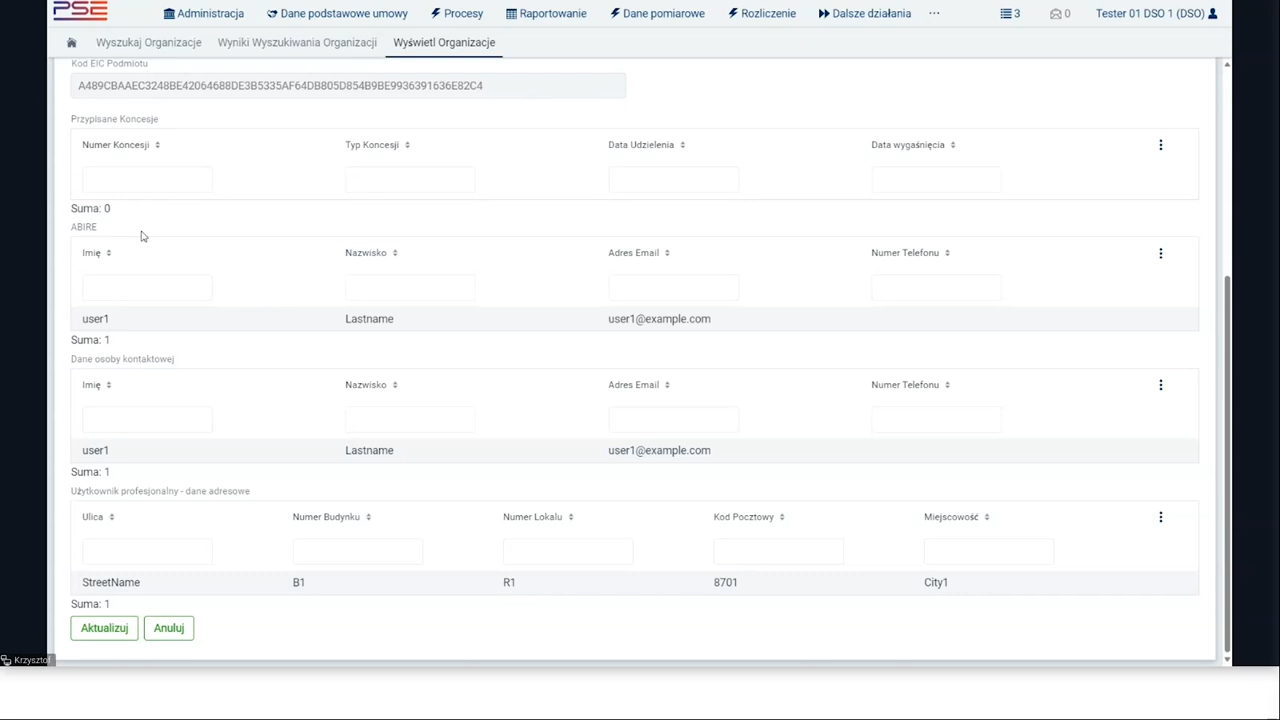 PSE
Administracja Dane podstawowe umowy Procesy Raportowanie Dane pomiarowe Rozliczenie Dalsze działania ... 3 0 Tester 01 DSO 1 (DSO)
Wyszukaj Organizacje Wyniki Wyszukiwania Organizacji Wyświetl Organizacje
Kod EIC Podmiotu
A489CBAAEC3248BE42064688DE3B5335AF64DB805D854B9BE9936391636E82C4
Przypisane Koncesje
Numer Koncesji Typ Koncesji Data Udzielenia Data wygaśnięcia
Suma: 0
ABIRE
Imię Nazwisko Adres Email Numer Telefonu
user1 Lastname user1@example.com
Suma: 1
Dane osoby kontaktowej
Imię Nazwisko Adres Email Numer Telefonu
user1 Lastname user1@example.com
Suma: 1
Użytkownik profesjonalny - dane adresowe
Ulica Numer Budynku Numer Lokalu Kod Pocztowy Miejscowość
StreetName B1 R1 8701 City1
Suma: 1
Aktualizuj Anuluj